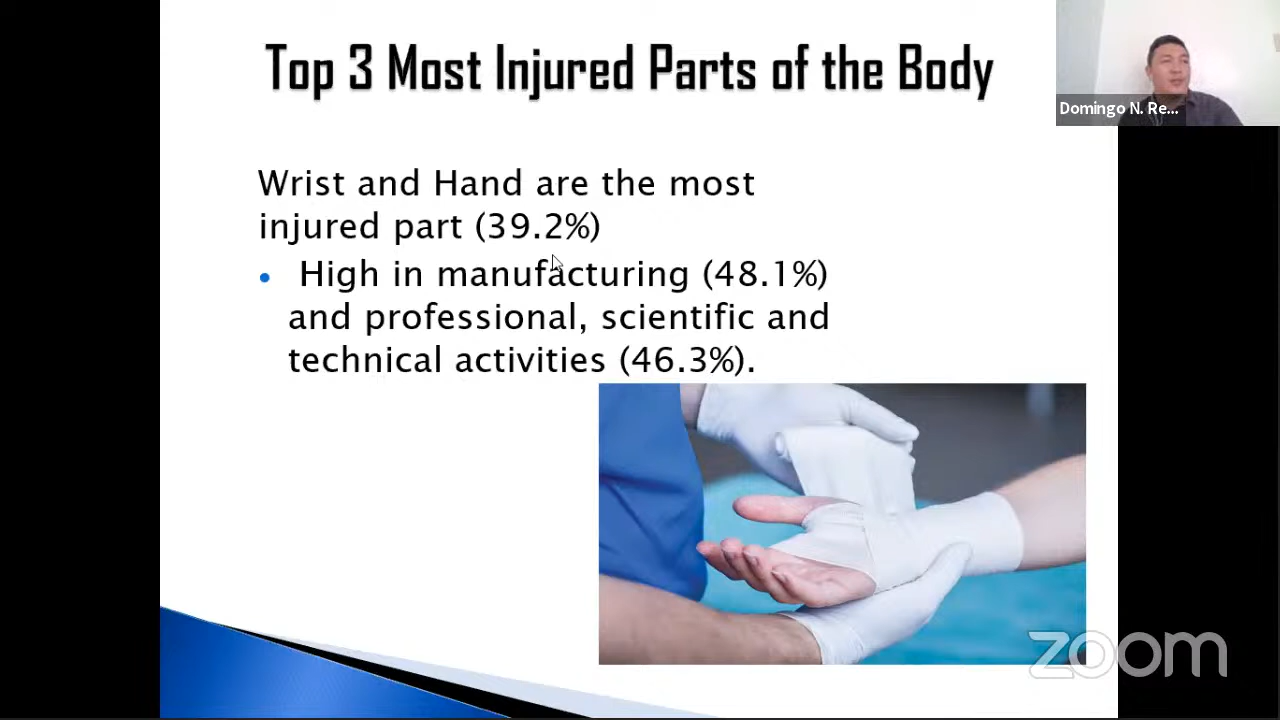 Top 3 Most Injured Parts of the Body
Domingo N. Re...
Wrist and Hand are the most
injured part (39.2%)
• High in manufacturing (48.1%)
and professional, scientific and
technical activities (46.3%).
zoom